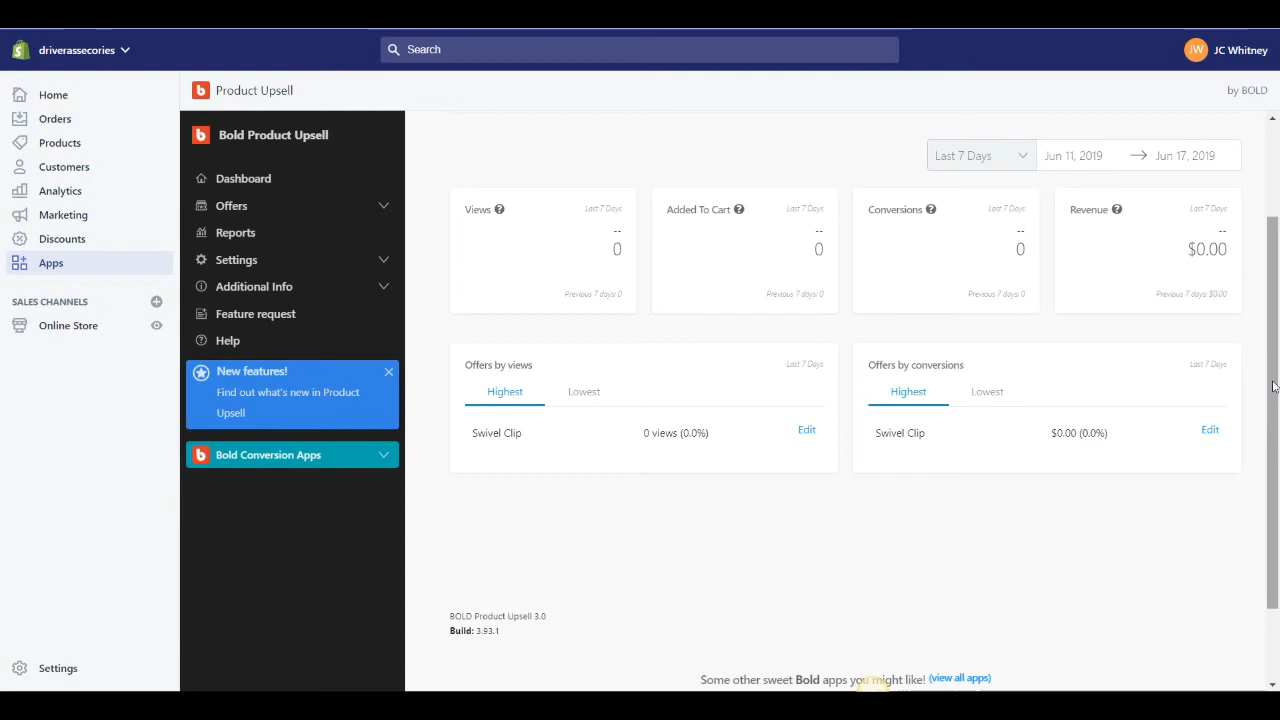 driverassecories
Search
JW
JC Whitney
Home
Orders
Products
Customers
Analytics
Marketing
Discounts
Apps
SALES CHANNELS
Online Store
Settings
Product Upsell
by BOLD
Bold Product Upsell
Dashboard
Offers
Reports
Settings
Additional Info
Feature request
Help
New features!
Find out what's new in Product
Upsell
Bold Conversion Apps
Last 7 Days
Jun 11, 2019
Jun 17, 2019
Views
Last 7 Days
--
0
Previous 7 days: 0
Added To Cart
Last 7 Days
--
0
Previous 7 days: 0
Conversions
Last 7 Days
--
0
Previous 7 days: 0
Revenue
Last 7 Days
--
$0.00
Previous 7 days: $0.00
Offers by views
Last 7 Days
Highest
Lowest
Swivel Clip
0 views (0.0%)
Edit
Offers by conversions
Last 7 Days
Highest
Lowest
Swivel Clip
$0.00 (0.0%)
Edit
BOLD Product Upsell 3.0
Build: 3.93.1
Some other sweet Bold apps you might like! (view all apps)